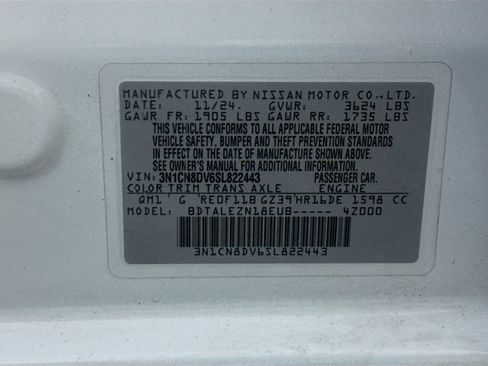 MANUFACTURED BY NISSAN MOTOR CO.,LTD.
DATE: 11/24. GVWR: 3624 LBS
GAWR FR: 1905 LBS GAWR RR: 1735 LBS
THIS VEHICLE CONFORMS TO ALL APPLICABLE FEDERAL MOTOR
VEHICLE SAFETY, BUMPER AND THEFT PREVENTION STANDARDS
IN EFFECT ON THE DATE OF MANUFACTURE SHOWN ABOVE.
SEE OWNER'S MANUAL FOR ADDITIONAL INFORMATION.
VIN: 3N1CN8DV6SL822443 PASSENGER CAR.
COLOR TRIM TRANS AXLE ENGINE
QM1 G RE0F11B GZ39 HR16DE 1598 CC
MODEL: BDTALEZN18EUB----- 4Z000
3N1CN8DV6SL822443